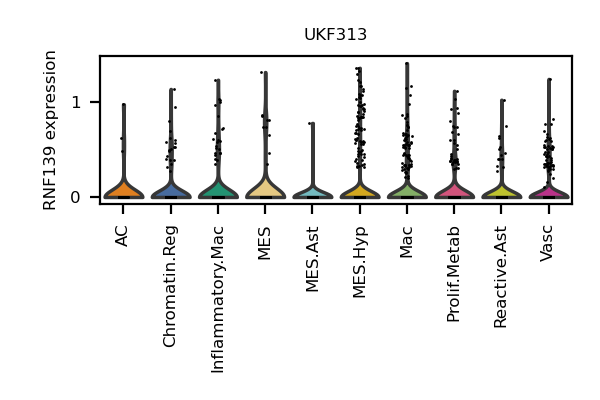 UKF313
RNF139 expression
1
0
AC
Chromatin.Reg
Inflammatory.Mac
MES
MES.Ast
MES.Hyp
Mac
Prolif.Metab
Reactive.Ast
Vasc